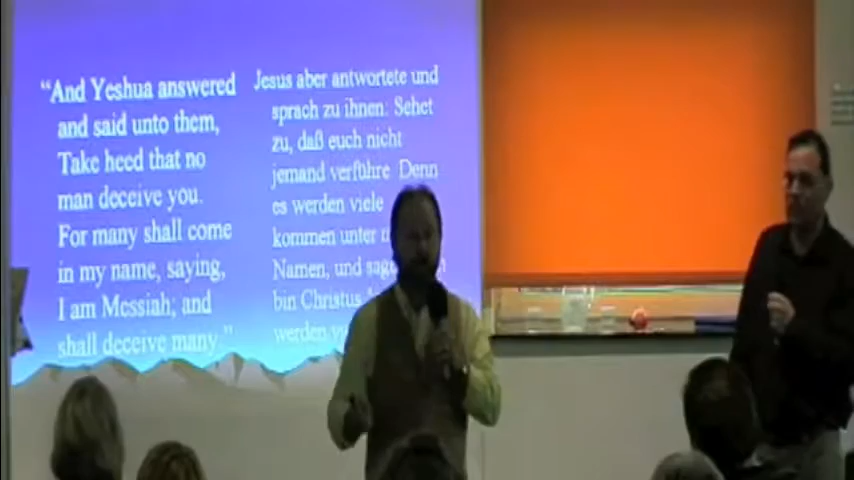 “And Yeshua answered
and said unto them,
Take heed that no
man deceive you.
For many shall come
in my name, saying,
I am Messiah; and
shall deceive many.”
Jesus aber antwortete und
sprach zu ihnen: Sehet
zu, daß euch nicht
jemand verführe Denn
es werden viele
kommen unter
Namen, und
bin Christus
werden